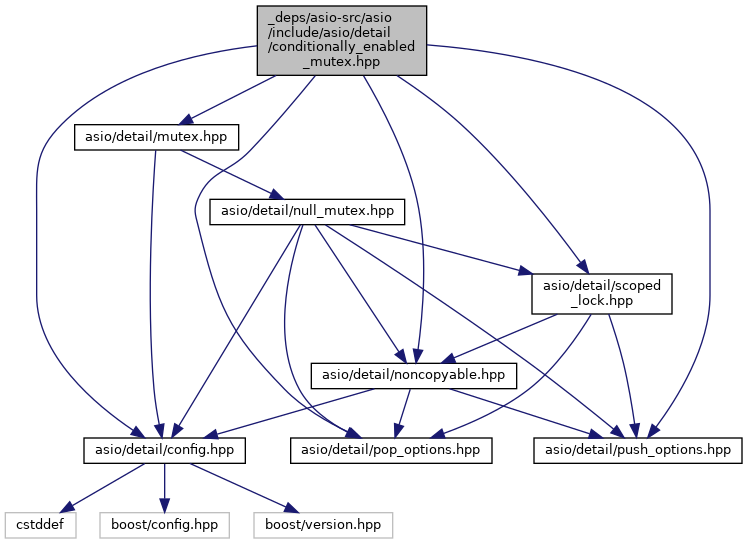 _deps/asio-src/asio
/include/asio/detail
/conditionally_enabled
_mutex.hpp
asio/detail/mutex.hpp
asio/detail/null_mutex.hpp
asio/detail/scoped
_lock.hpp
asio/detail/noncopyable.hpp
asio/detail/config.hpp
asio/detail/pop_options.hpp
asio/detail/push_options.hpp
cstddef
boost/config.hpp
boost/version.hpp